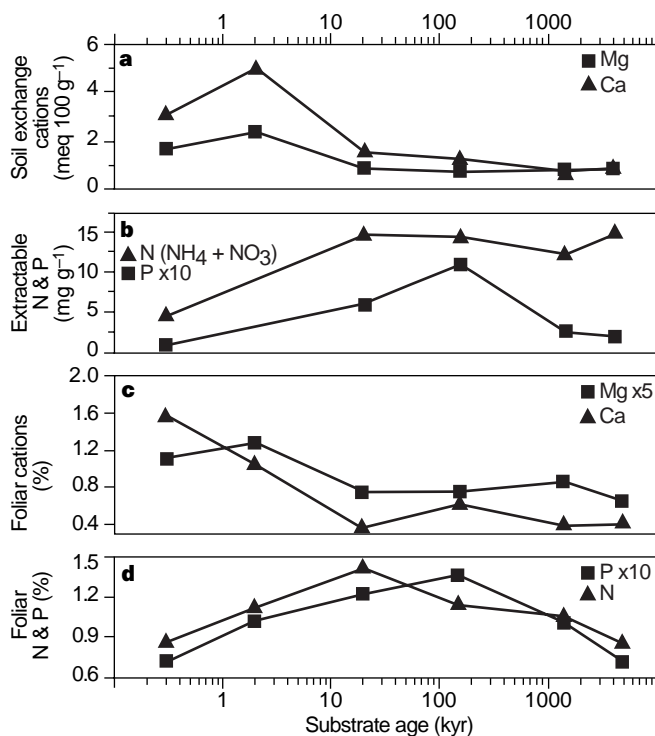 1 10 100 1000
a
6
4
2
0
Soil exchange
cations
(meq 100 g–1)
Mg
Ca
b
15
10
5
0
Extractable
N & P
(mg g–1)
N (NH4 + NO3)
P x10
c
2.0
1.6
1.2
0.8
0.4
Foliar cations
(%)
Mg x5
Ca
d
1.5
1.2
0.9
0.6
Foliar
N & P (%)
P x10
N
1 10 100 1000
Substrate age (kyr)